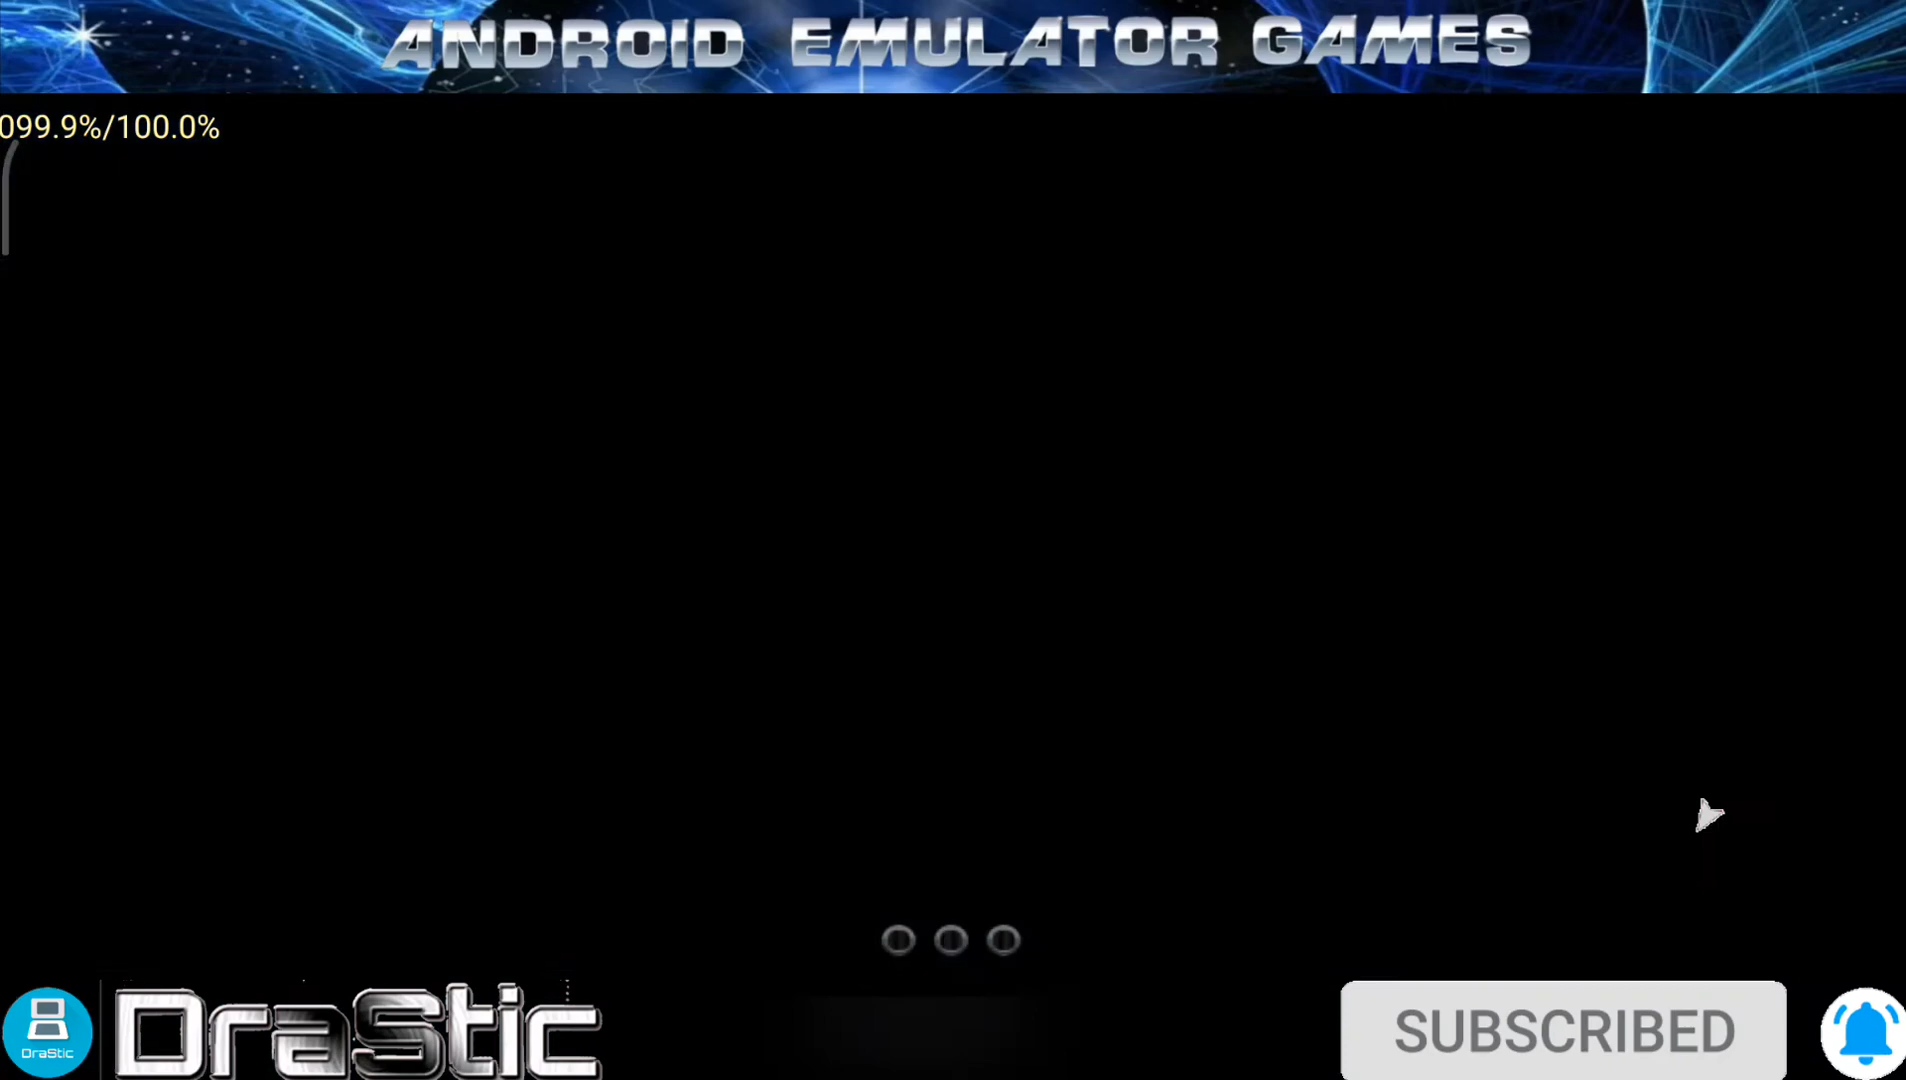 ANDROID EMULATOR GAMES
099.9%/100.0%
DraStic
DraStic
SUBSCRIBED